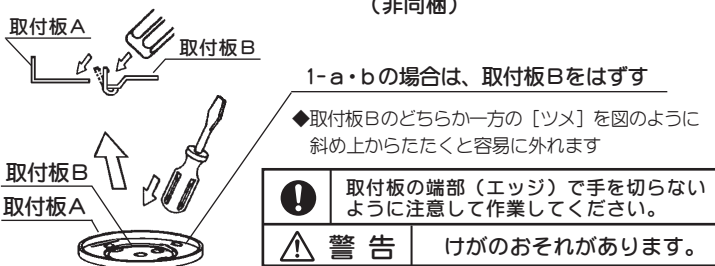 （非同梱）
取付板A
取付板B
1-a・bの場合は、取付板Bをはずす
◆取付板Bのどちらか一方の［ツメ］を図のように
斜め上からたたくと容易に外れます
取付板B
取付板A
取付板の端部（エッジ）で手を切らない
ように注意して作業してください。
警告 けがのおそれがあります。